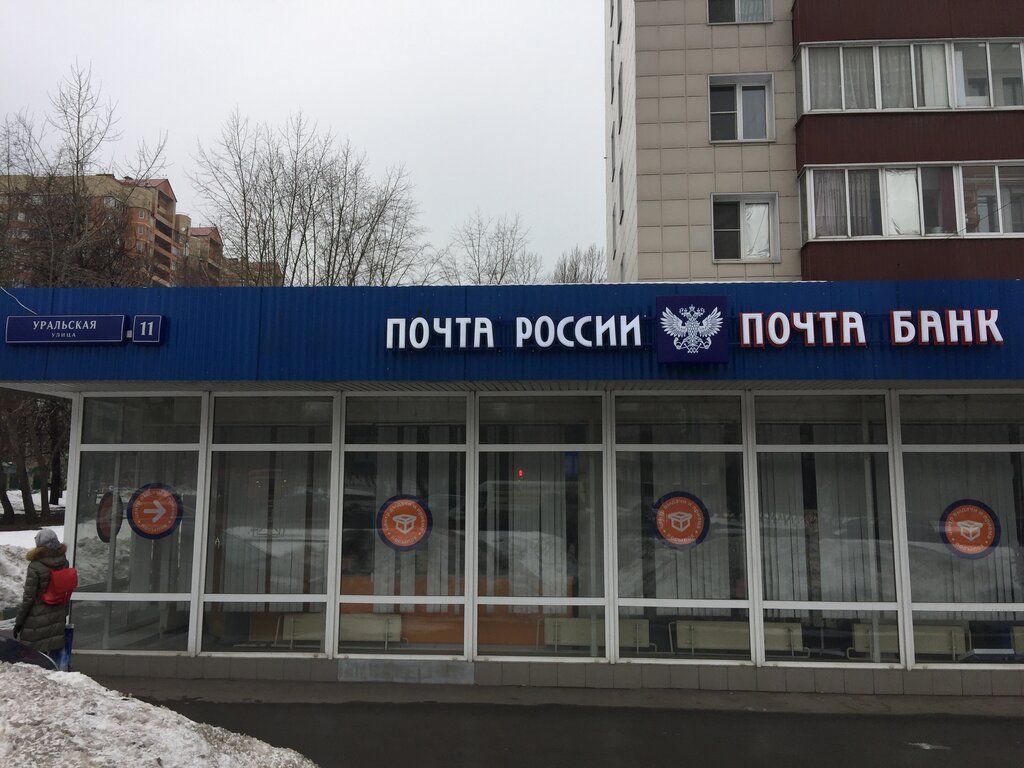 УРАЛЬСКАЯ
УЛИЦА
11
ПОЧТА РОССИИ
ПОЧТА БАНК